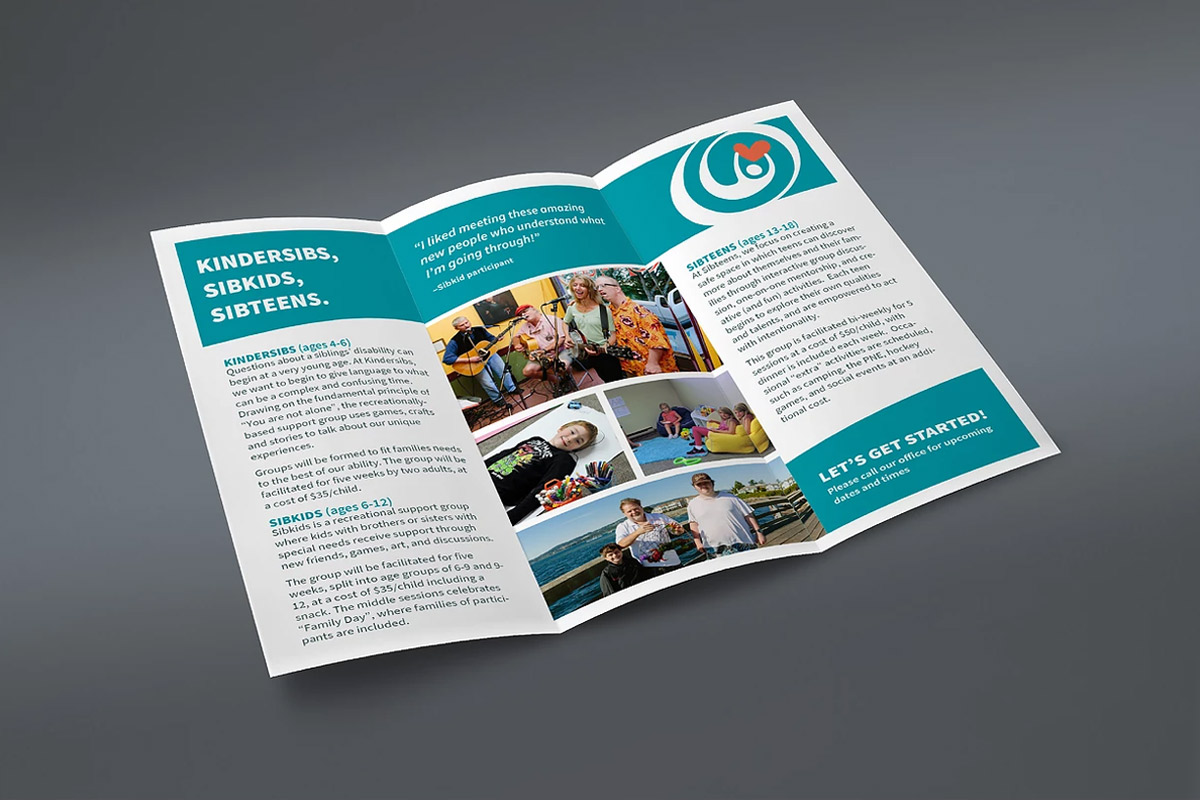 KINDERSIBS,
SIBKIDS,
SIBTEENS.
KINDERSIBS (ages 4-6)
Questions about a siblings' disability can
begin at a very young age. At Kindersibs,
we want to begin to give language to what
can be a complex and confusing time.
Drawing on the fundamental principle of
"You are not alone", the recreationally-
based support group uses games, crafts
and stories to talk about our unique
experiences.
Groups will be formed to fit families needs
to the best of our ability. The group will be
facilitated for five weeks by two adults, at
a cost of $35/child.
SIBKIDS (ages 6-12)
Sibkids is a recreational support group
where kids with brothers or sisters with
special needs receive support through
new friends, games, art, and discussions.
The group will be facilitated for five
weeks, split into age groups of 6-9 and 9-
12, at a cost of $35/child including a
snack. The middle sessions celebrates
"Family Day", where families of partici-
pants are included.
"I liked meeting these amazing
new people who understand what
I'm going through!"
–Sibkid participant
SIBTEENS (ages 13-18)
At Sibteens, we focus on creating a
safe space in which teens can discover
more about themselves and their fam-
ilies through interactive group discus-
sion, one-on-one mentorship, and cre-
ative (and fun) activities. Each teen
begins to explore their own qualities
and talents, and are empowered to act
with intentionality.
This group is facilitated bi-weekly for 5
sessions at a cost of $50/child, with
dinner is included each week. Occa-
sional "extra" activities are scheduled,
such as camping, the PNE, hockey
games, and social events at an addi-
tional cost.
LET'S GET STARTED!
Please call our office for upcoming
dates and times